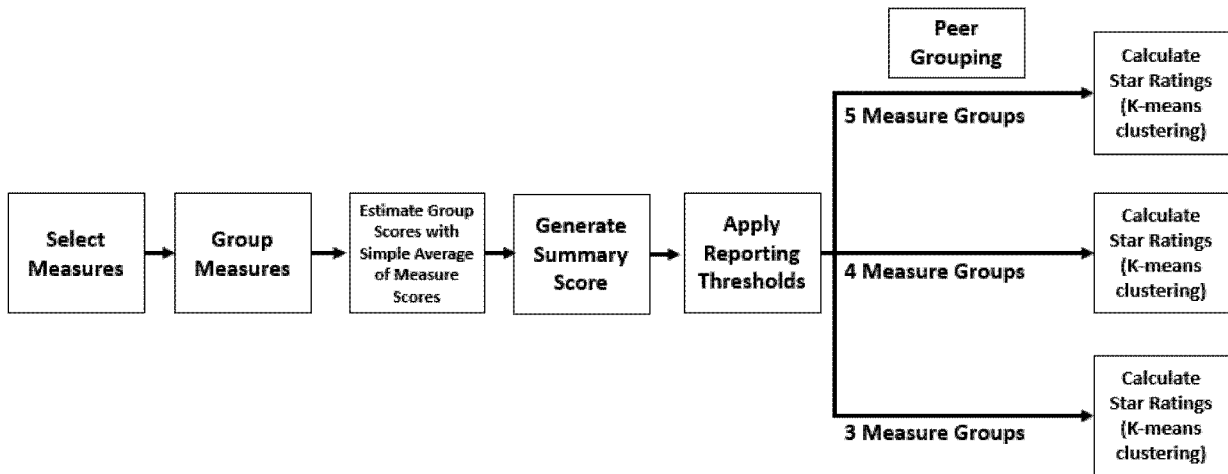 Select
Measures
Group
Measures
Estimate Group
Scores with
Simple Average
of Measure
Scores
Generate
Summary
Score
Apply
Reporting
Thresholds
Peer
Grouping
5 Measure Groups
Calculate
Star Ratings
(K-means
clustering)
4 Measure Groups
Calculate
Star Ratings
(K-means
clustering)
3 Measure Groups
Calculate
Star Ratings
(K-means
clustering)